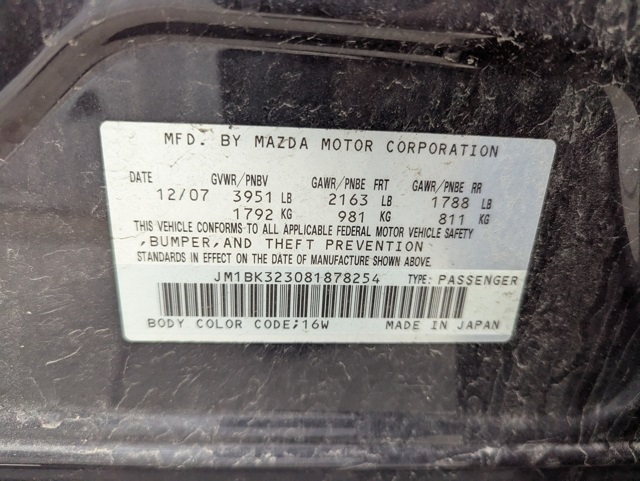 MFD. BY MAZDA MOTOR CORPORATION
DATE GVWR/PNBV GAWR/PNBE FRT GAWR/PNBE RR
12/07 3951 LB 2163 LB 1788 LB
1792 KG 981 KG 811 KG
THIS VEHICLE CONFORMS TO ALL APPLICABLE FEDERAL MOTOR VEHICLE SAFETY
,BUMPER,AND THEFT PREVENTION
STANDARDS IN EFFECT ON THE DATE OF MANUFACTURE SHOWN ABOVE.
JM1BK323081878254 TYPE: PASSENGER
BODY COLOR CODE;16W MADE IN JAPAN